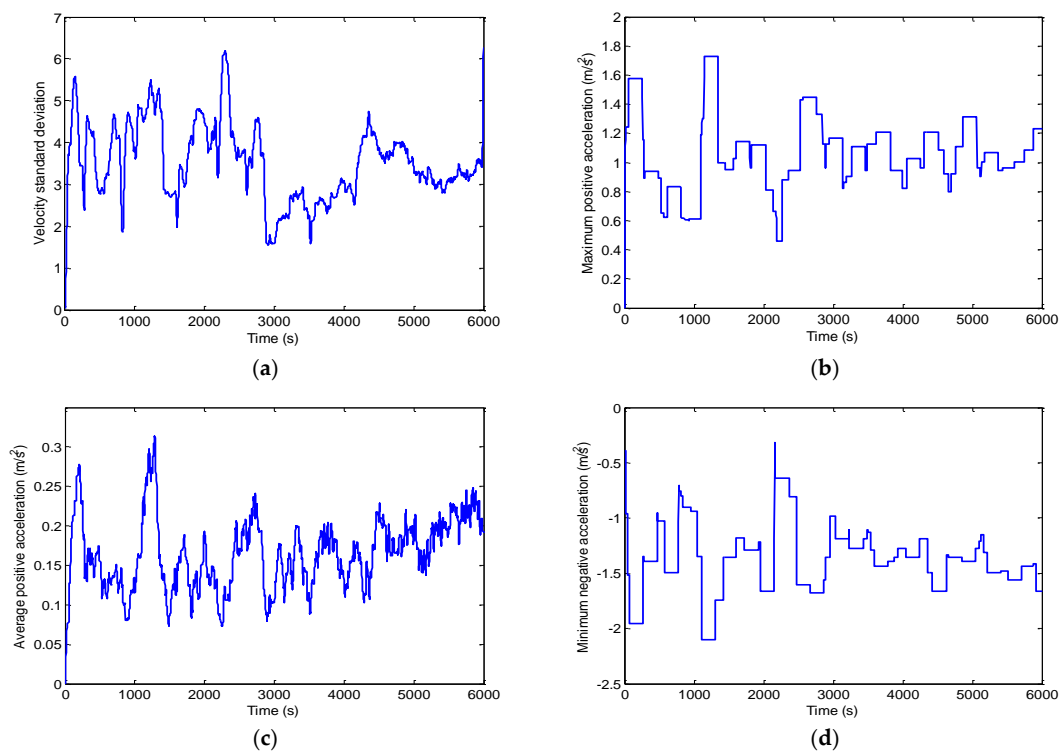 7
6
5
4
3
2
1
0
Velocity standard deviation
0 1000 2000 3000 4000 5000 6000
Time (s)
(a)
2
1.8
1.6
1.4
1.2
1
0.8
0.6
0.4
0.2
0
Maximum positive acceleration (m/s²)
0 1000 2000 3000 4000 5000 6000
Time (s)
(b)
0.3
0.25
0.2
0.15
0.1
0.05
0
Average positive acceleration (m/s²)
0 1000 2000 3000 4000 5000 6000
Time (s)
(c)
0
-0.5
-1
-1.5
-2
-2.5
Minimum negative acceleration (m/s²)
0 1000 2000 3000 4000 5000 6000
Time (s)
(d)